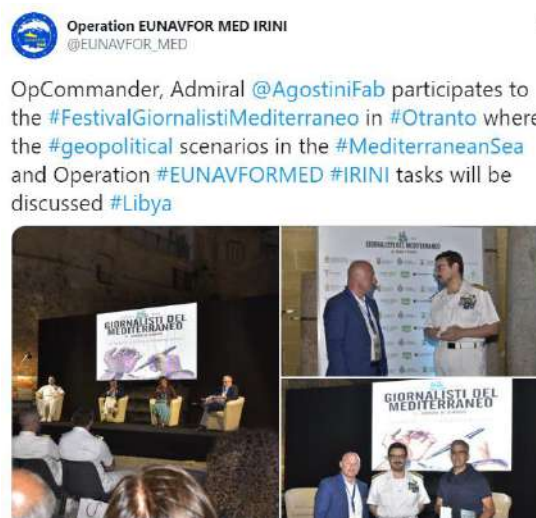 Operation EUNAVFOR MED IRINI
@EUNAVFOR_MED
OpCommander, Admiral @AgostiniFab participates to
the #FestivalGiornalistiMediterraneo in #Otranto where
the #geopolitical scenarios in the #MediterraneanSea
and Operation #EUNAVFORMED #IRINI tasks will be
discussed #Libya
GIORNALISTI DEL
MEDITERRANEO
GIORNALISTI DEL MEDITERRANEO
GIORNALISTI DEL
MEDITERRANEO